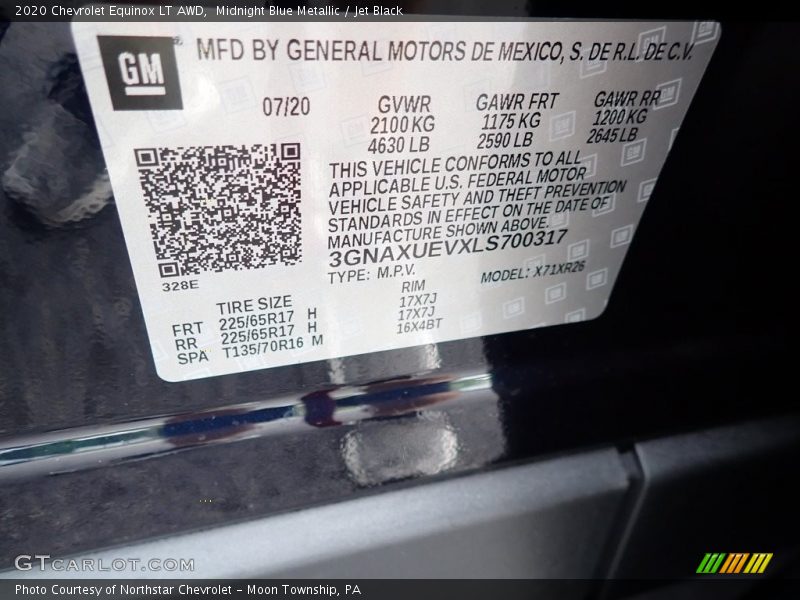 2020 Chevrolet Equinox LT AWD, Midnight Blue Metallic / Jet Black
GM
MFD BY GENERAL MOTORS DE MEXICO, S. DE R.L. DE C.V.
07/20 GVWR GAWR FRT GAWR RR
2100 KG 1175 KG 1200 KG
4630 LB 2590 LB 2645 LB
THIS VEHICLE CONFORMS TO ALL
APPLICABLE U.S. FEDERAL MOTOR
VEHICLE SAFETY AND THEFT PREVENTION
STANDARDS IN EFFECT ON THE DATE OF
MANUFACTURE SHOWN ABOVE.
3GNAXUEVXLS700317
TYPE: M.P.V. MODEL: X71XR26
328E
TIRE SIZE RIM
FRT 225/65R17 H 17X7J
RR 225/65R17 H 17X7J
SPA T135/70R16 M 16X4BT
GTCARLOT.COM
Photo Courtesy of Northstar Chevrolet - Moon Township, PA